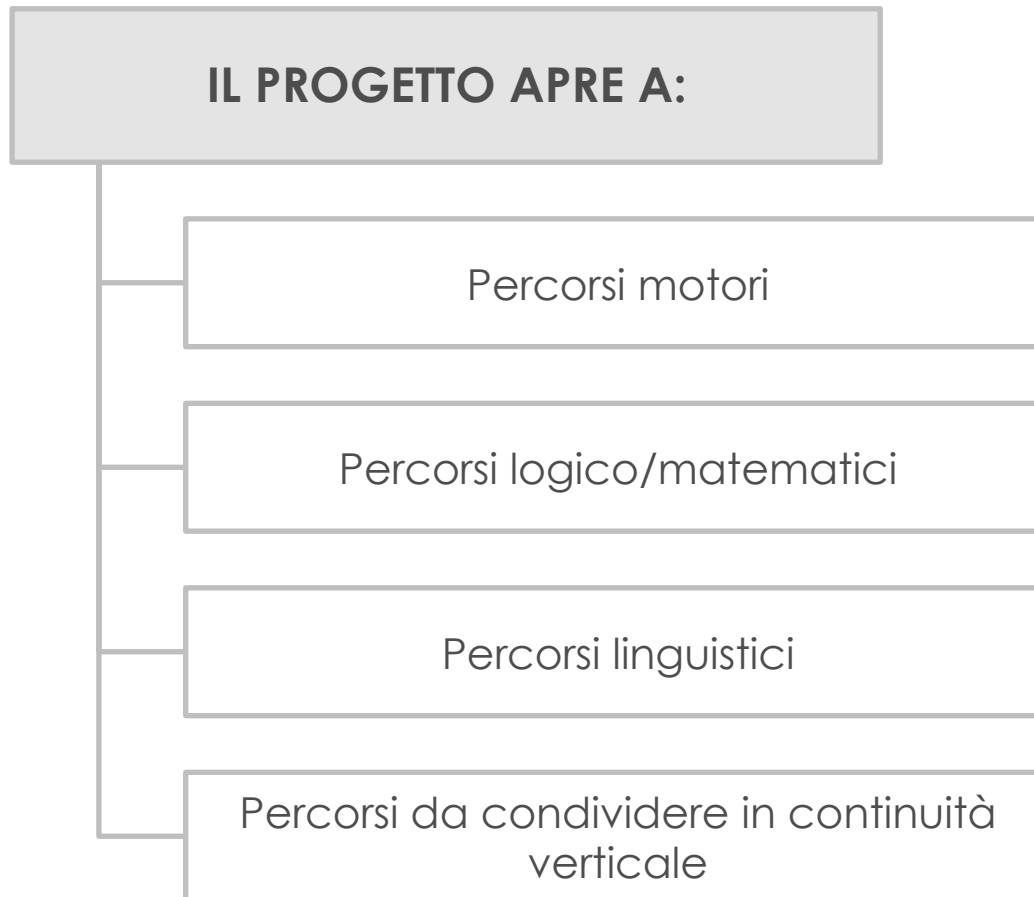 IL PROGETTO APRE A:
Percorsi motori
Percorsi logico/matematici
Percorsi linguistici
Percorsi da condividere in continuità
verticale